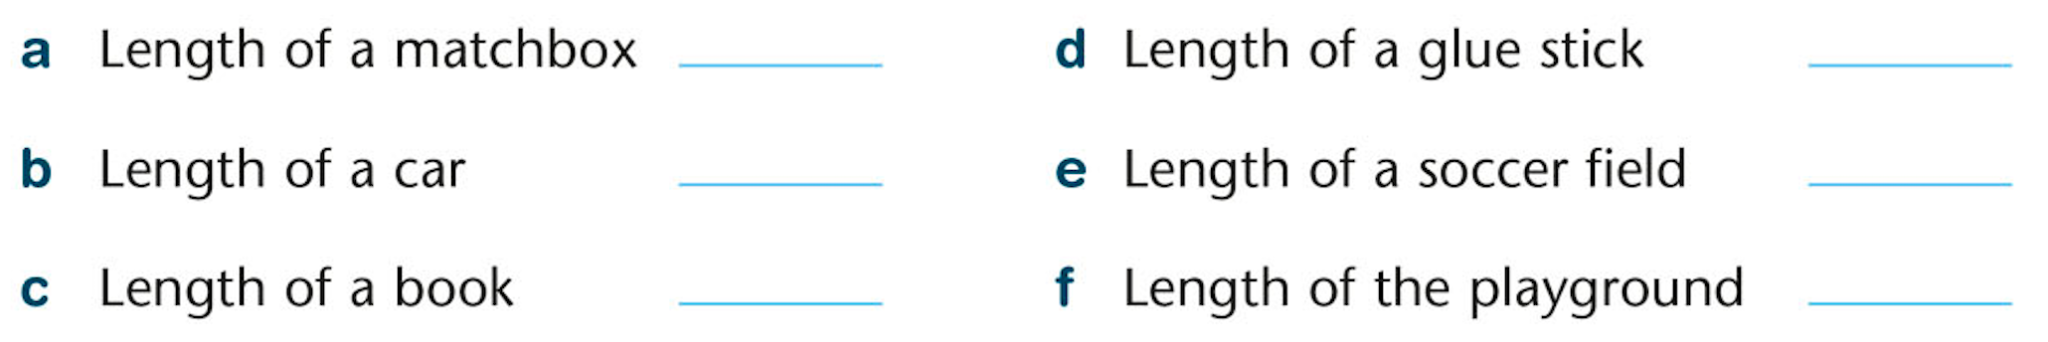 a Length of a matchbox
b Length of a car
c Length of a book
d Length of a glue stick
e Length of a soccer field
f Length of the playground